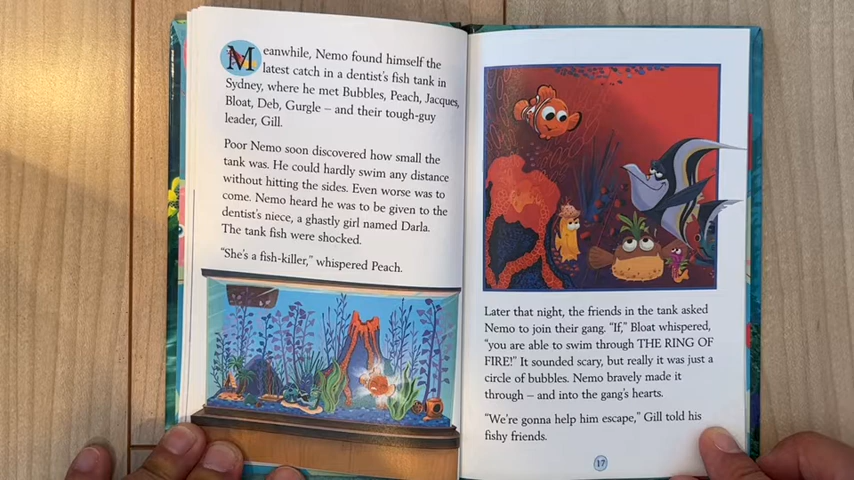 Meanwhile, Nemo found himself the
latest catch in a dentist's fish tank in
Sydney, where he met Bubbles, Peach, Jacques,
Bloat, Deb, Gurgle – and their tough-guy
leader, Gill.
Poor Nemo soon discovered how small the
tank was. He could hardly swim any distance
without hitting the sides. Even worse was to
come. Nemo heard he was to be given to the
dentist's niece, a ghastly girl named Darla.
The tank fish were shocked.
"She's a fish-killer," whispered Peach.
Later that night, the friends in the tank asked
Nemo to join their gang. "If," Bloat whispered,
"you are able to swim through THE RING OF
FIRE!" It sounded scary, but really it was just a
circle of bubbles. Nemo bravely made it
through – and into the gang's hearts.
"We're gonna help him escape," Gill told his
fishy friends.
17